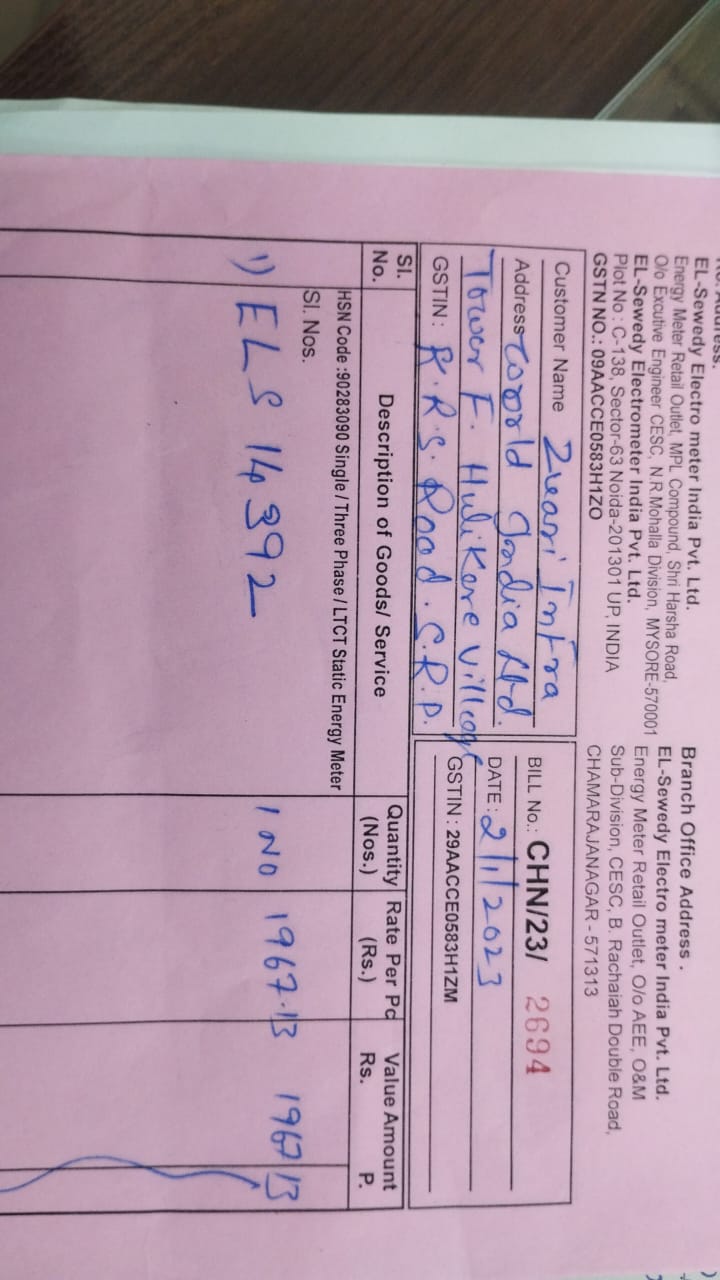 EL-Sewedy Electro meter India Pvt. Ltd.
Energy Meter Retail Outlet, MPL Compound, Shri Harsha Road,
O/o Excutive Engineer CESC, N.R.Mohalla Division, MYSORE-570001
EL-Sewedy Electrometer India Pvt. Ltd.
Plot No : C-138, Sector-63 Noida-201301 UP, INDIA
GSTN NO.: 09AACCE0583H1ZO
Branch Office Address .
EL-Sewedy Electro meter India Pvt. Ltd.
Energy Meter Retail Outlet, O/o AEE, O&M
Sub-Division, CESC, B. Rachaiah Double Road,
CHAMARAJANAGAR - 571313
Customer Name Zuari Infra
Address World India Ltd.
Tower F. Hulikere Village
GSTIN : K.R.S. Road. S.R.P.
BILL No.: CHN/23/ 2694
DATE : 2/1/2023
GSTIN : 29AACCE0583H1ZM
Sl. No. Description of Goods/ Service Quantity (Nos.) Rate Per Pc (Rs.) Value Amount Rs. P.
HSN Code :90283090 Single / Three Phase / LTCT Static Energy Meter
Sl. Nos.
1) ELS 14392 1 NO 1967.13 1967 13